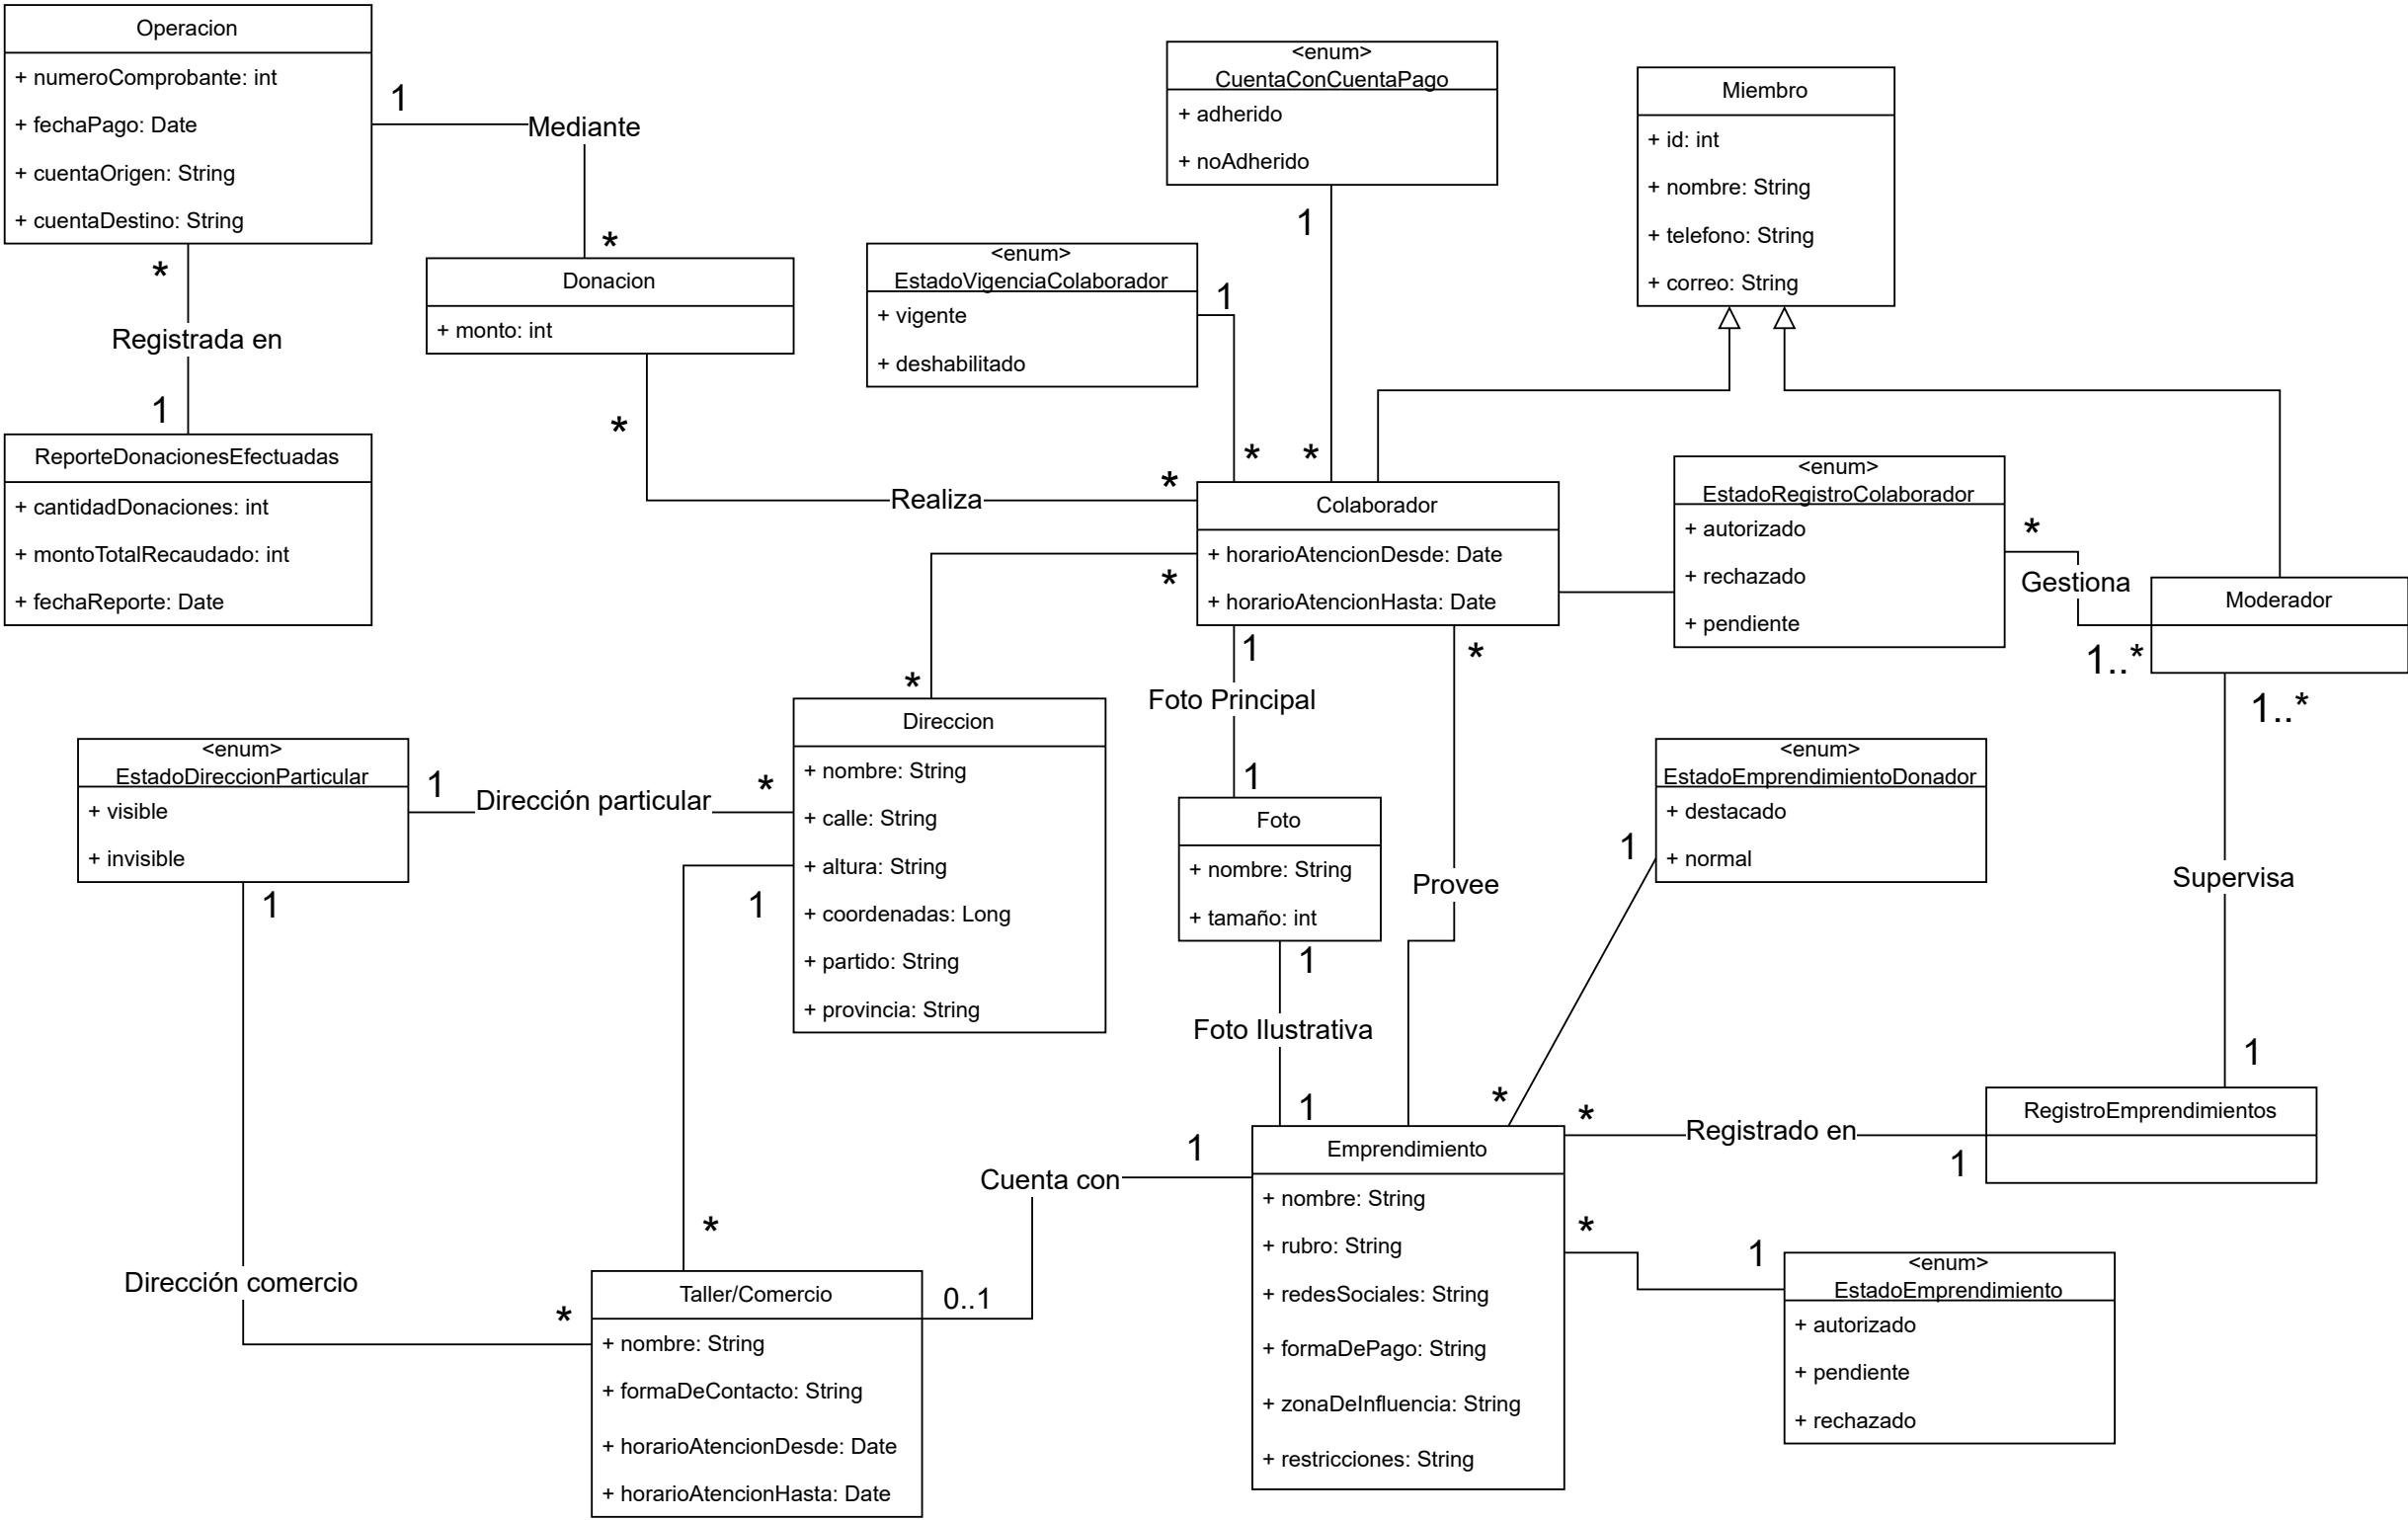 Operacion
+ numeroComprobante: int
+ fechaPago: Date
+ cuentaOrigen: String
+ cuentaDestino: String
1
Mediante
*
*
Registrada en
1
Donacion
+ monto: int
*
Realiza
*
ReporteDonacionesEfectuadas
+ cantidadDonaciones: int
+ montoTotalRecaudado: int
+ fechaReporte: Date
<enum>
CuentaConCuentaPago
+ adherido
+ noAdherido
1
*
<enum>
EstadoVigenciaColaborador
+ vigente
+ deshabilitado
1
*
Miembro
+ id: int
+ nombre: String
+ telefono: String
+ correo: String
Colaborador
+ horarioAtencionDesde: Date
+ horarioAtencionHasta: Date
<enum>
EstadoRegistroColaborador
+ autorizado
+ rechazado
+ pendiente
*
Gestiona
1..*
Moderador
1..*
Supervisa
1
*
*
Direccion
+ nombre: String
+ calle: String
+ altura: String
+ coordenadas: Long
+ partido: String
+ provincia: String
<enum>
EstadoDireccionParticular
+ visible
+ invisible
1
Dirección particular
*
1
Dirección comercio
*
1
*
1
Foto Principal
1
Foto
+ nombre: String
+ tamaño: int
1
Foto Ilustrativa
1
*
Provee
<enum>
EstadoEmprendimientoDonador
+ destacado
+ normal
1
*
Emprendimiento
+ nombre: String
+ rubro: String
+ redesSociales: String
+ formaDePago: String
+ zonaDeInfluencia: String
+ restricciones: String
*
Registrado en
1
RegistroEmprendimientos
*
1
<enum>
EstadoEmprendimiento
+ autorizado
+ pendiente
+ rechazado
1
Cuenta con
0..1
Taller/Comercio
+ nombre: String
+ formaDeContacto: String
+ horarioAtencionDesde: Date
+ horarioAtencionHasta: Date